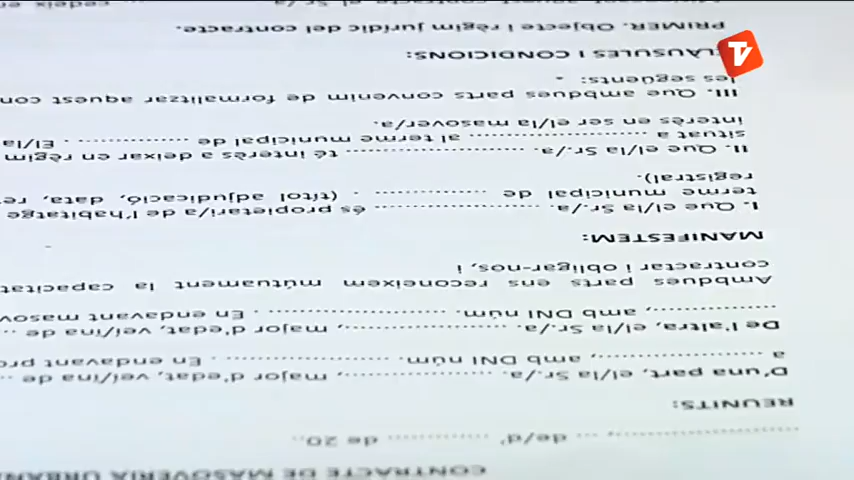 CONTRACTE DE MASOVERIA URBANA
....................., ... de/d' ............... de 20..
REUNITS:
D'una part, el/la Sr./a. ......................, major d'edat, veí/ïna de ...
a ....................., amb DNI núm. ...................... . En endavant
De l'altra, el/la Sr./a. ......................, major d'edat, veí/ïna de ...
....................., amb DNI núm. ...................... . En endavant
Ambdues parts ens reconeixem mútuament la capacitat
contractar i obligar-nos, i
MANIFESTEM:
I. Que el/la Sr./a. ...................... és propietari/a de l'habitatge
terme municipal de ............... . (títol adjudicació, data,
registral).
II. Que el/la Sr./a. ...................... té interès a deixar en règim
situat a ...................... al terme municipal de ............... . El/la
interès en ser el/la masover/a.
III. Que ambdues parts convenim de formalitzar aquest
les següents:
CLÀUSULES I CONDICIONS:
PRIMER. Objecte i règim jurídic del contracte.
contracte el Sr./a
T